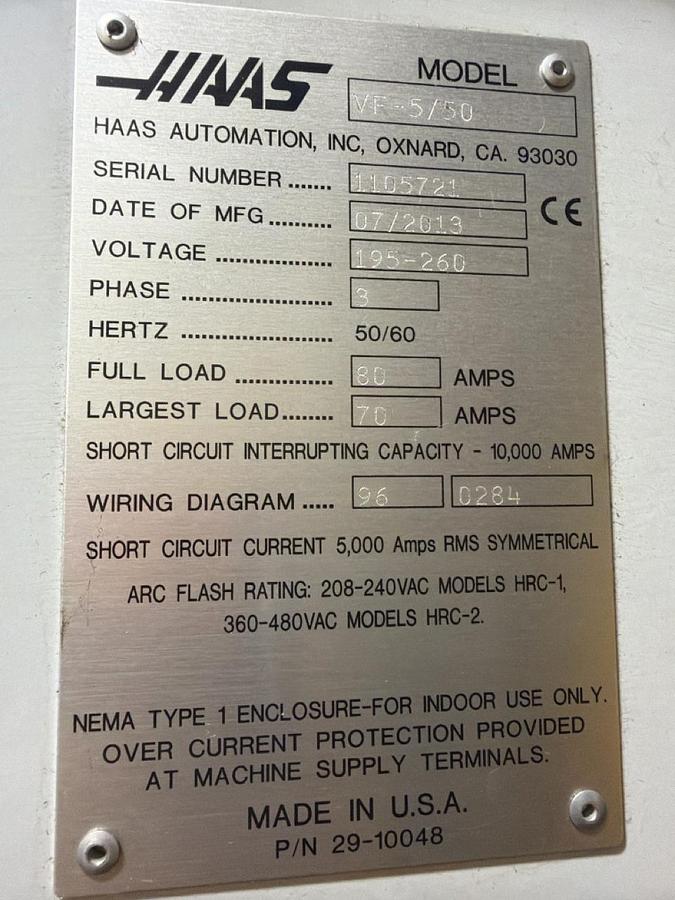 HAAS MODEL VF-5/50
HAAS AUTOMATION, INC, OXNARD, CA. 93030
SERIAL NUMBER ....... 1105721
DATE OF MFG .......... 07/2013 CE
VOLTAGE .................. 195-260
PHASE ....................... 3
HERTZ ....................... 50/60
FULL LOAD ............... 80 AMPS
LARGEST LOAD........ 70 AMPS
SHORT CIRCUIT INTERRUPTING CAPACITY - 10,000 AMPS
WIRING DIAGRAM ..... 96 0284
SHORT CIRCUIT CURRENT 5,000 Amps RMS SYMMETRICAL
ARC FLASH RATING: 208-240VAC MODELS HRC-1,
360-480VAC MODELS HRC-2.
NEMA TYPE 1 ENCLOSURE-FOR INDOOR USE ONLY.
OVER CURRENT PROTECTION PROVIDED
AT MACHINE SUPPLY TERMINALS.
MADE IN U.S.A.
P/N 29-10048